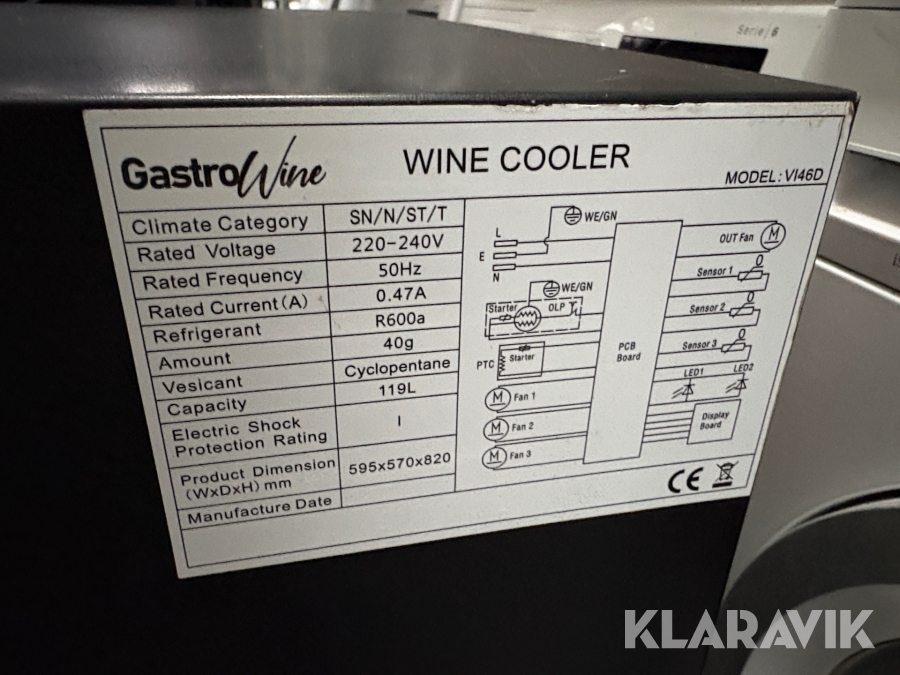 Serie | 6
GastroWine
WINE COOLER
MODEL: VI46D
Climate Category SN/N/ST/T
Rated Voltage 220-240V
Rated Frequency 50Hz
Rated Current(A) 0.47A
Refrigerant R600a
Amount 40g
Vesicant Cyclopentane
Capacity 119L
Electric Shock
Protection Rating I
Product Dimension
(WxDxH) mm 595x570x820
Manufacture Date
L
E
N
WE/GN
WE/GN
Starter
OLP
PTC
Starter
M Fan 1
M Fan 2
M Fan 3
PCB
Board
OUT Fan M
Sensor 1
Sensor 2
Sensor 3
LED1
LED2
Display
Board
CE
KLARAVIK